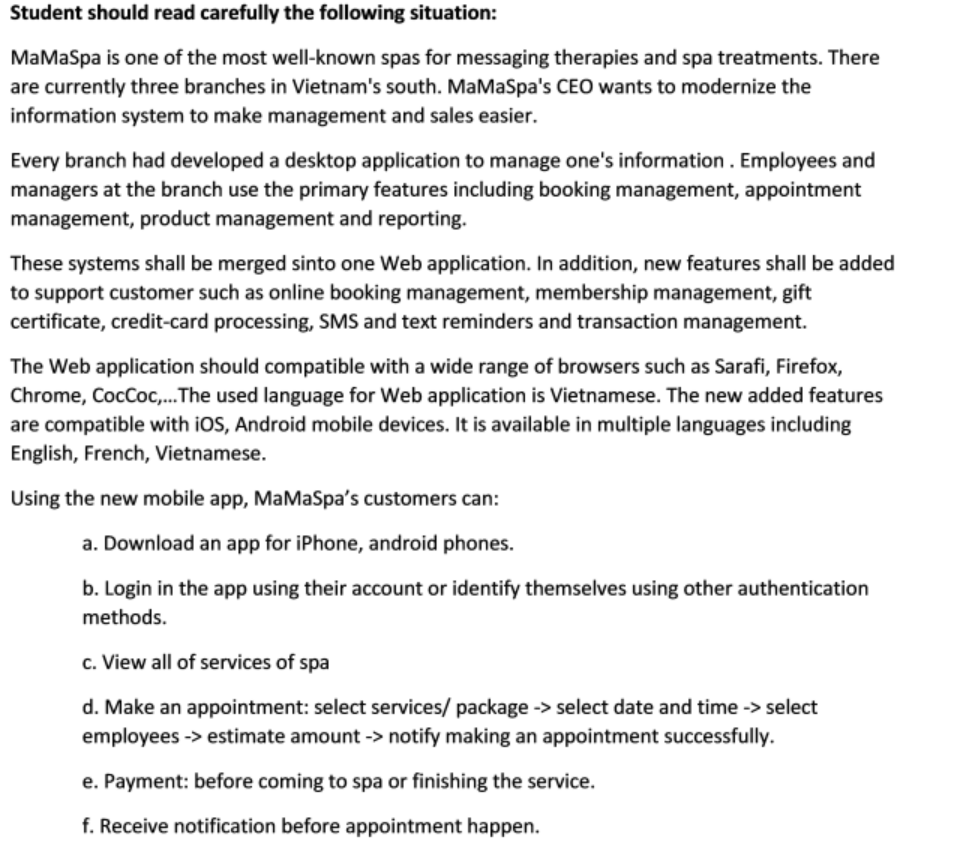 Student should read carefully the following situation:
MaMaSpa is one of the most well-known spas for messaging therapies and spa treatments. There
are currently three branches in Vietnam's south. MaMaSpa's CEO wants to modernize the
information system to make management and sales easier.
Every branch had developed a desktop application to manage one's information . Employees and
managers at the branch use the primary features including booking management, appointment
management, product management and reporting.
These systems shall be merged sinto one Web application. In addition, new features shall be added
to support customer such as online booking management, membership management, gift
certificate, credit-card processing, SMS and text reminders and transaction management.
The Web application should compatible with a wide range of browsers such as Sarafi, Firefox,
Chrome, CocCoc,...The used language for Web application is Vietnamese. The new added features
are compatible with iOS, Android mobile devices. It is available in multiple languages including
English, French, Vietnamese.
Using the new mobile app, MaMaSpa's customers can:
a. Download an app for iPhone, android phones.
b. Login in the app using their account or identify themselves using other authentication
methods.
c. View all of services of spa
d. Make an appointment: select services/ package -> select date and time -> select
employees -> estimate amount -> notify making an appointment successfully.
e. Payment: before coming to spa or finishing the service.
f. Receive notification before appointment happen.